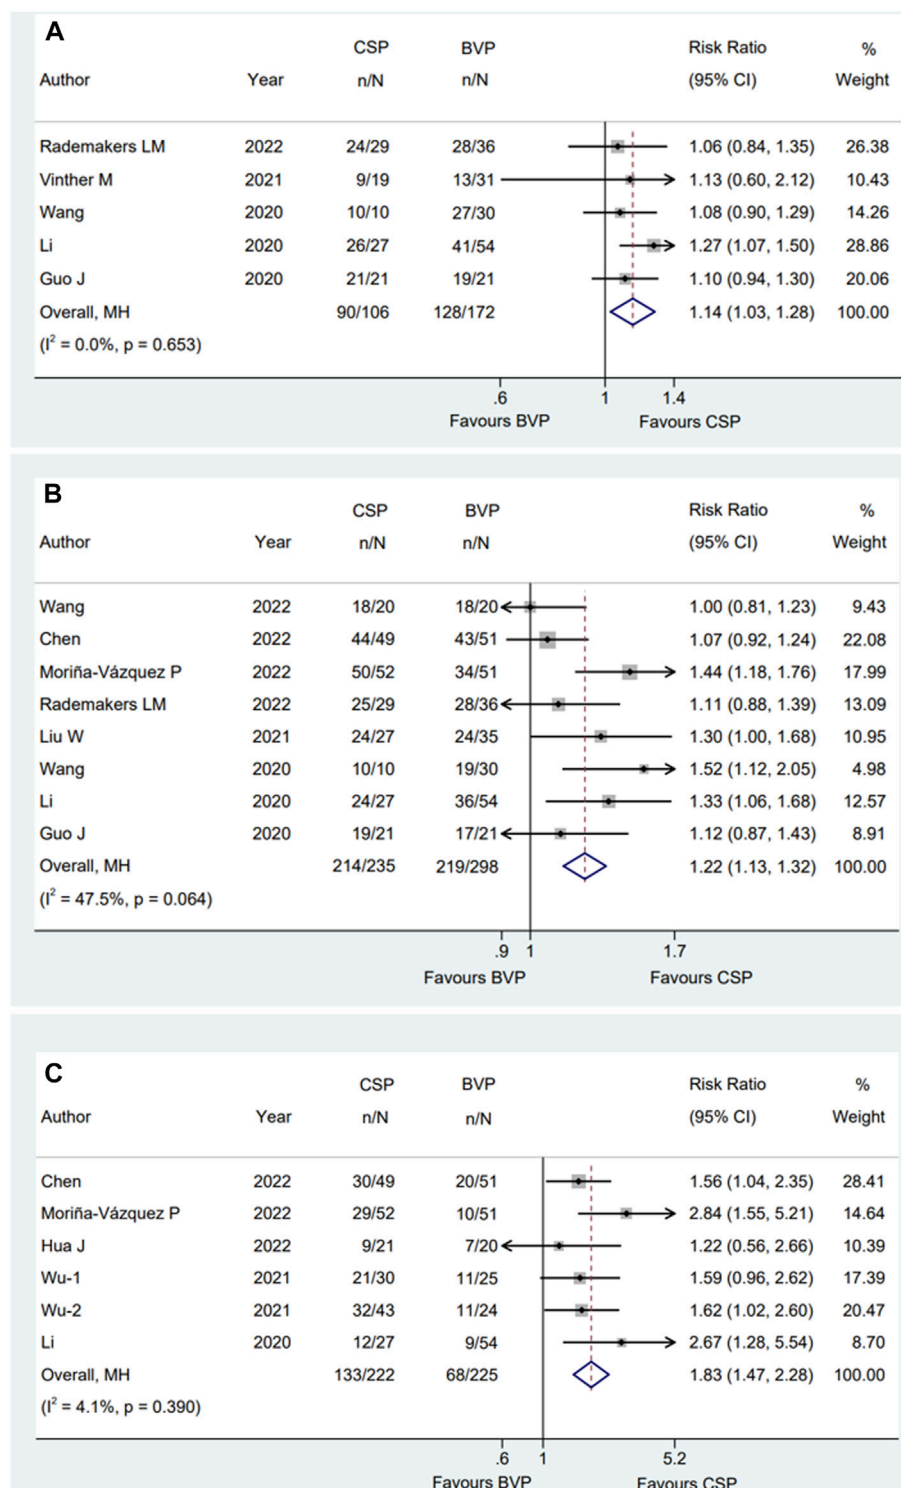 A
CSP BVP Risk Ratio %
Author Year n/N n/N (95% CI) Weight
Rademakers LM 2022 24/29 28/36 1.06 (0.84, 1.35) 26.38
Vinther M 2021 9/19 13/31 1.13 (0.60, 2.12) 10.43
Wang 2020 10/10 27/30 1.08 (0.90, 1.29) 14.26
Li 2020 26/27 41/54 1.27 (1.07, 1.50) 28.86
Guo J 2020 21/21 19/21 1.10 (0.94, 1.30) 20.06
Overall, MH 90/106 128/172 1.14 (1.03, 1.28) 100.00
(I² = 0.0%, p = 0.653)
.6 1 1.4
Favours BVP Favours CSP
B
CSP BVP Risk Ratio %
Author Year n/N n/N (95% CI) Weight
Wang 2022 18/20 18/20 1.00 (0.81, 1.23) 9.43
Chen 2022 44/49 43/51 1.07 (0.92, 1.24) 22.08
Moriña-Vázquez P 2022 50/52 34/51 1.44 (1.18, 1.76) 17.99
Rademakers LM 2022 25/29 28/36 1.11 (0.88, 1.39) 13.09
Liu W 2021 24/27 24/35 1.30 (1.00, 1.68) 10.95
Wang 2020 10/10 19/30 1.52 (1.12, 2.05) 4.98
Li 2020 24/27 36/54 1.33 (1.06, 1.68) 12.57
Guo J 2020 19/21 17/21 1.12 (0.87, 1.43) 8.91
Overall, MH 214/235 219/298 1.22 (1.13, 1.32) 100.00
(I² = 47.5%, p = 0.064)
.9 1 1.7
Favours BVP Favours CSP
C
CSP BVP Risk Ratio %
Author Year n/N n/N (95% CI) Weight
Chen 2022 30/49 20/51 1.56 (1.04, 2.35) 28.41
Moriña-Vázquez P 2022 29/52 10/51 2.84 (1.55, 5.21) 14.64
Hua J 2022 9/21 7/20 1.22 (0.56, 2.66) 10.39
Wu-1 2021 21/30 11/25 1.59 (0.96, 2.62) 17.39
Wu-2 2021 32/43 11/24 1.62 (1.02, 2.60) 20.47
Li 2020 12/27 9/54 2.67 (1.28, 5.54) 8.70
Overall, MH 133/222 68/225 1.83 (1.47, 2.28) 100.00
(I² = 4.1%, p = 0.390)
.6 1 5.2
Favours BVP Favours CSP